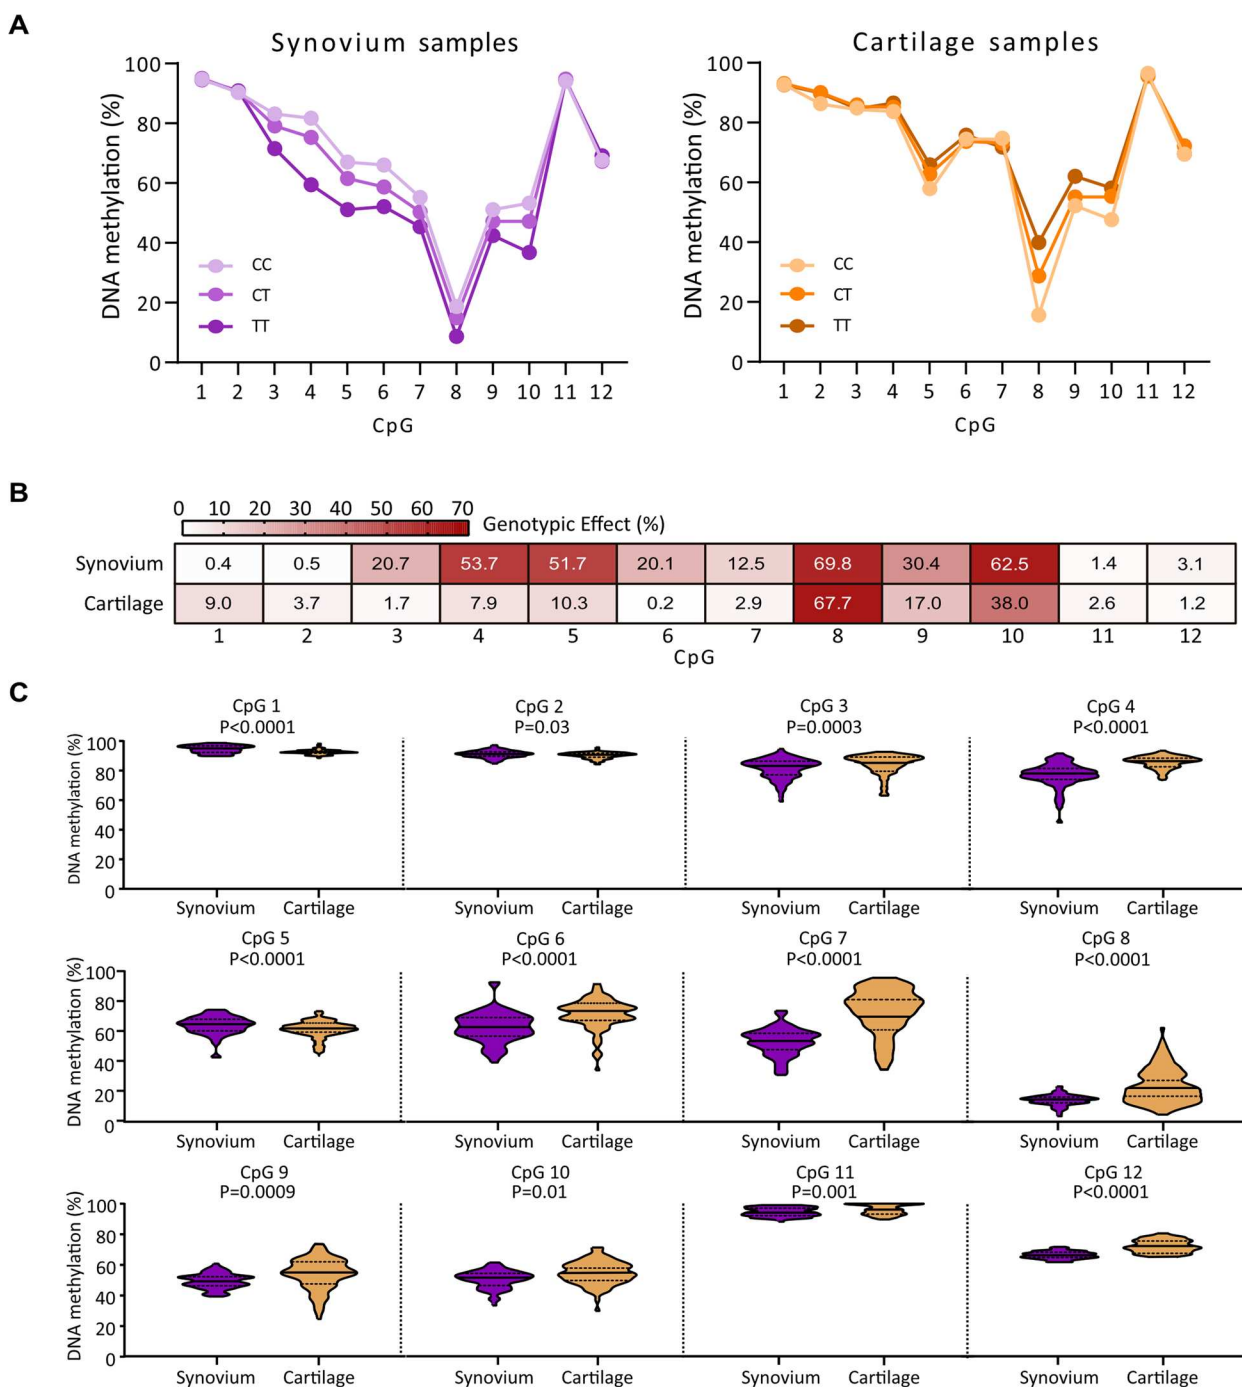 A
Synovium samples
Cartilage samples
DNA methylation (%)
100
80
60
40
20
0
CC
CT
TT
1 2 3 4 5 6 7 8 9 10 11 12
CpG
DNA methylation (%)
100
80
60
40
20
0
CC
CT
TT
1 2 3 4 5 6 7 8 9 10 11 12
CpG
B
0 10 20 30 40 50 60 70
Genotypic Effect (%)
Synovium 0.4 0.5 20.7 53.7 51.7 20.1 12.5 69.8 30.4 62.5 1.4 3.1
Cartilage 9.0 3.7 1.7 7.9 10.3 0.2 2.9 67.7 17.0 38.0 2.6 1.2
1 2 3 4 5 6 7 8 9 10 11 12
CpG
C
CpG 1 CpG 2 CpG 3 CpG 4
P<0.0001 P=0.03 P=0.0003 P<0.0001
DNA methylation (%)
100
80
60
40
20
0
Synovium Cartilage Synovium Cartilage Synovium Cartilage Synovium Cartilage
CpG 5 CpG 6 CpG 7 CpG 8
P<0.0001 P<0.0001 P<0.0001 P<0.0001
DNA methylation (%)
100
80
60
40
20
0
Synovium Cartilage Synovium Cartilage Synovium Cartilage Synovium Cartilage
CpG 9 CpG 10 CpG 11 CpG 12
P=0.0009 P=0.01 P=0.001 P<0.0001
DNA methylation (%)
100
80
60
40
20
0
Synovium Cartilage Synovium Cartilage Synovium Cartilage Synovium Cartilage